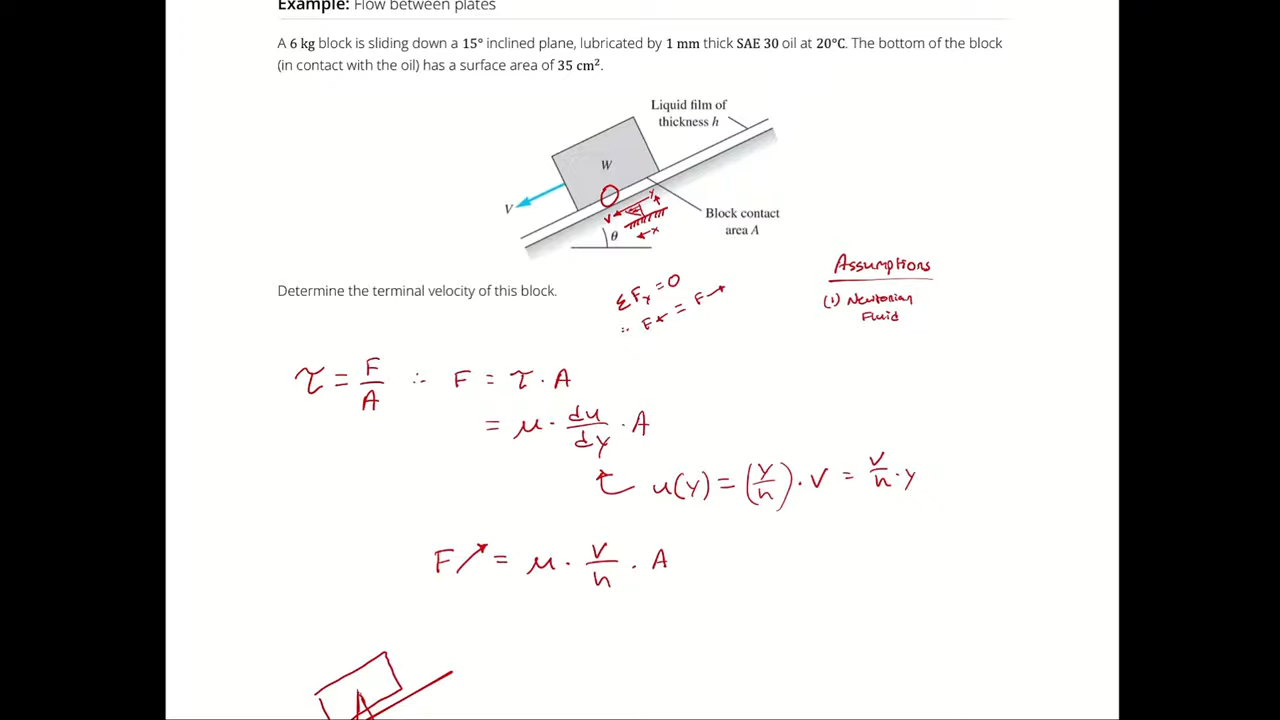 Example: Flow between plates
A 6 kg block is sliding down a 15° inclined plane, lubricated by 1 mm thick SAE 30 oil at 20°C. The bottom of the block
(in contact with the oil) has a surface area of 35 cm².
Liquid film of
thickness h
W
V
θ
Block contact
area A
V
y
x
Assumptions
(1) Newtonian
Fluid
Determine the terminal velocity of this block.
ΣFx = 0
∴ F↙ = F↗
τ = F/A ∴ F = τ · A
= μ · du/dy · A
u(y) = (y/h) · V = V/h · y
F↗ = μ · V/h · A